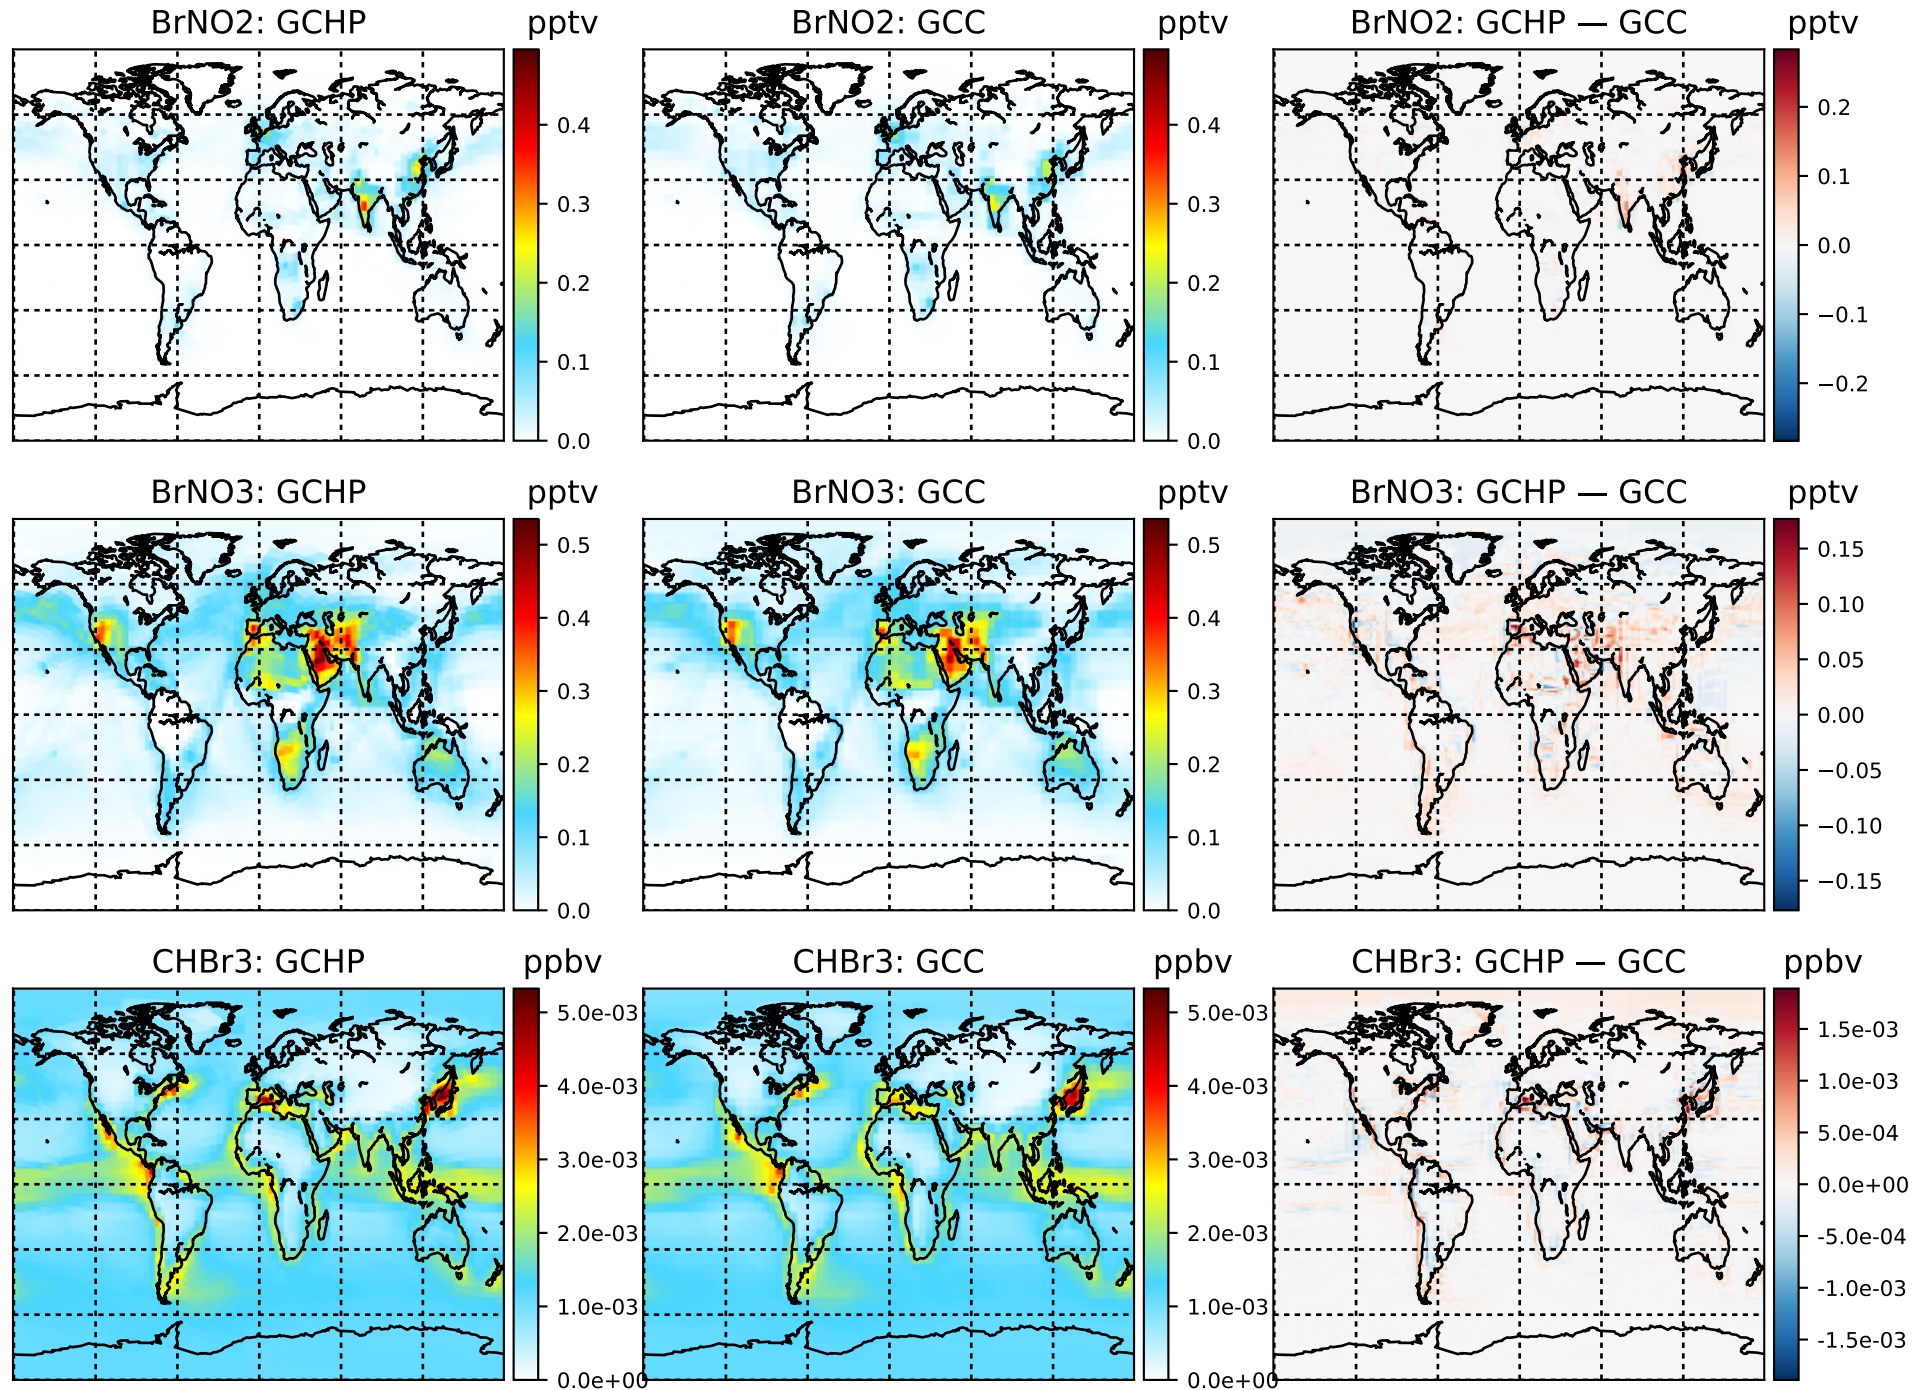 BrNO2: GCHP pptv BrNO2: GCC pptv BrNO2: GCHP — GCC pptv
0.4
0.3
0.2
0.1
0.0
0.4
0.3
0.2
0.1
0.0
0.2
0.1
0.0
−0.1
−0.2
BrNO3: GCHP pptv BrNO3: GCC pptv BrNO3: GCHP — GCC pptv
0.5
0.4
0.3
0.2
0.1
0.0
0.5
0.4
0.3
0.2
0.1
0.0
0.15
0.10
0.05
0.00
−0.05
−0.10
−0.15
CHBr3: GCHP ppbv CHBr3: GCC ppbv CHBr3: GCHP — GCC ppbv
5.0e-03
4.0e-03
3.0e-03
2.0e-03
1.0e-03
0.0e+00
5.0e-03
4.0e-03
3.0e-03
2.0e-03
1.0e-03
0.0e+00
1.5e-03
1.0e-03
5.0e-04
0.0e+00
-5.0e-04
-1.0e-03
-1.5e-03